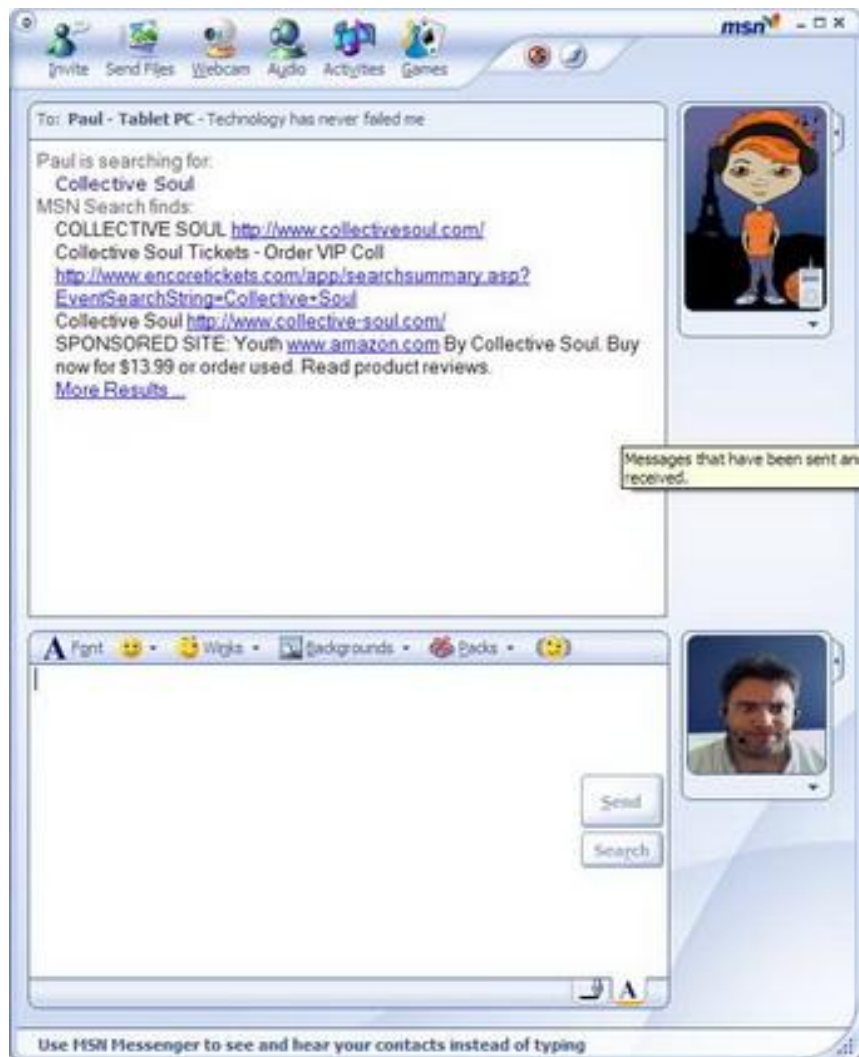 msn
Invite Send Files Webcam Audio Activities Games
To: Paul - Tablet PC - Technology has never failed me
Paul is searching for:
Collective Soul
MSN Search finds:
COLLECTIVE SOUL http://www.collectivesoul.com/
Collective Soul Tickets - Order VIP Coll
http://www.encoretickets.com/app/searchsummary.asp?
EventSearchString=Collective+Soul
Collective Soul http://www.collective-soul.com/
SPONSORED SITE: Youth www.amazon.com By Collective Soul. Buy
now for $13.99 or order used. Read product reviews.
More Results ...
Messages that have been sent and
received.
A Font Winks Backgrounds Packs
Send
Search
A
Use MSN Messenger to see and hear your contacts instead of typing